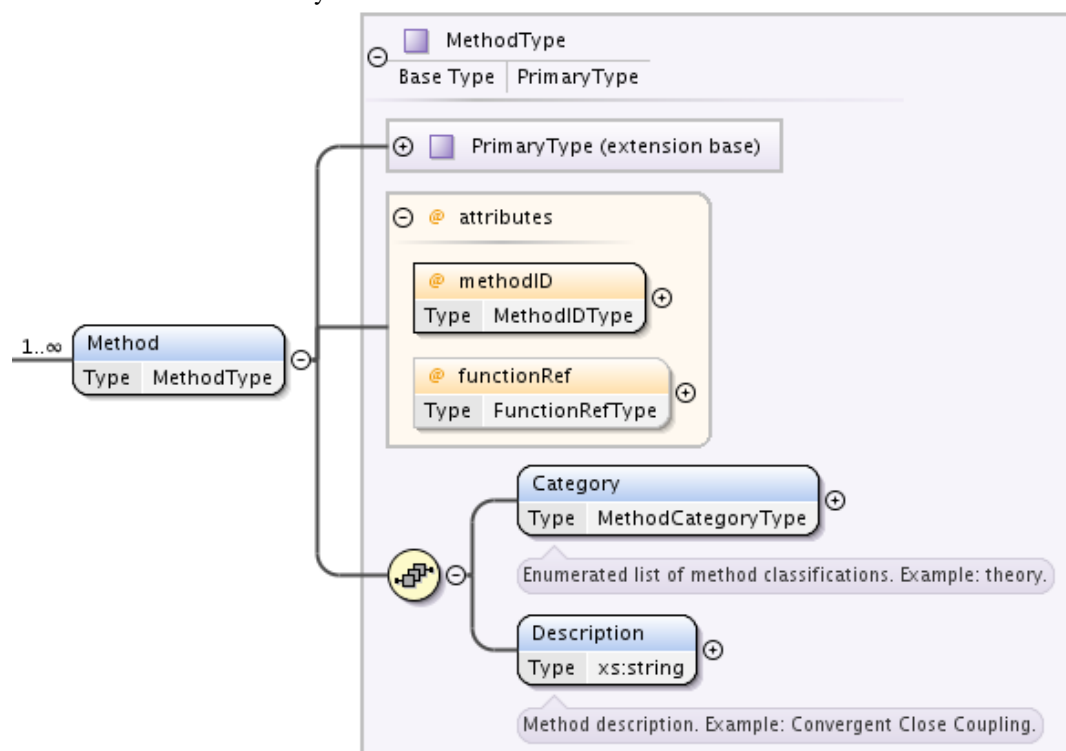 MethodType
Base Type PrimaryType
PrimaryType (extension base)
@ attributes
@ methodID
Type MethodIDType
1..∞
Method
Type MethodType
@ functionRef
Type FunctionRefType
Category
Type MethodCategoryType
Enumerated list of method classifications. Example: theory.
Description
Type xs:string
Method description. Example: Convergent Close Coupling.